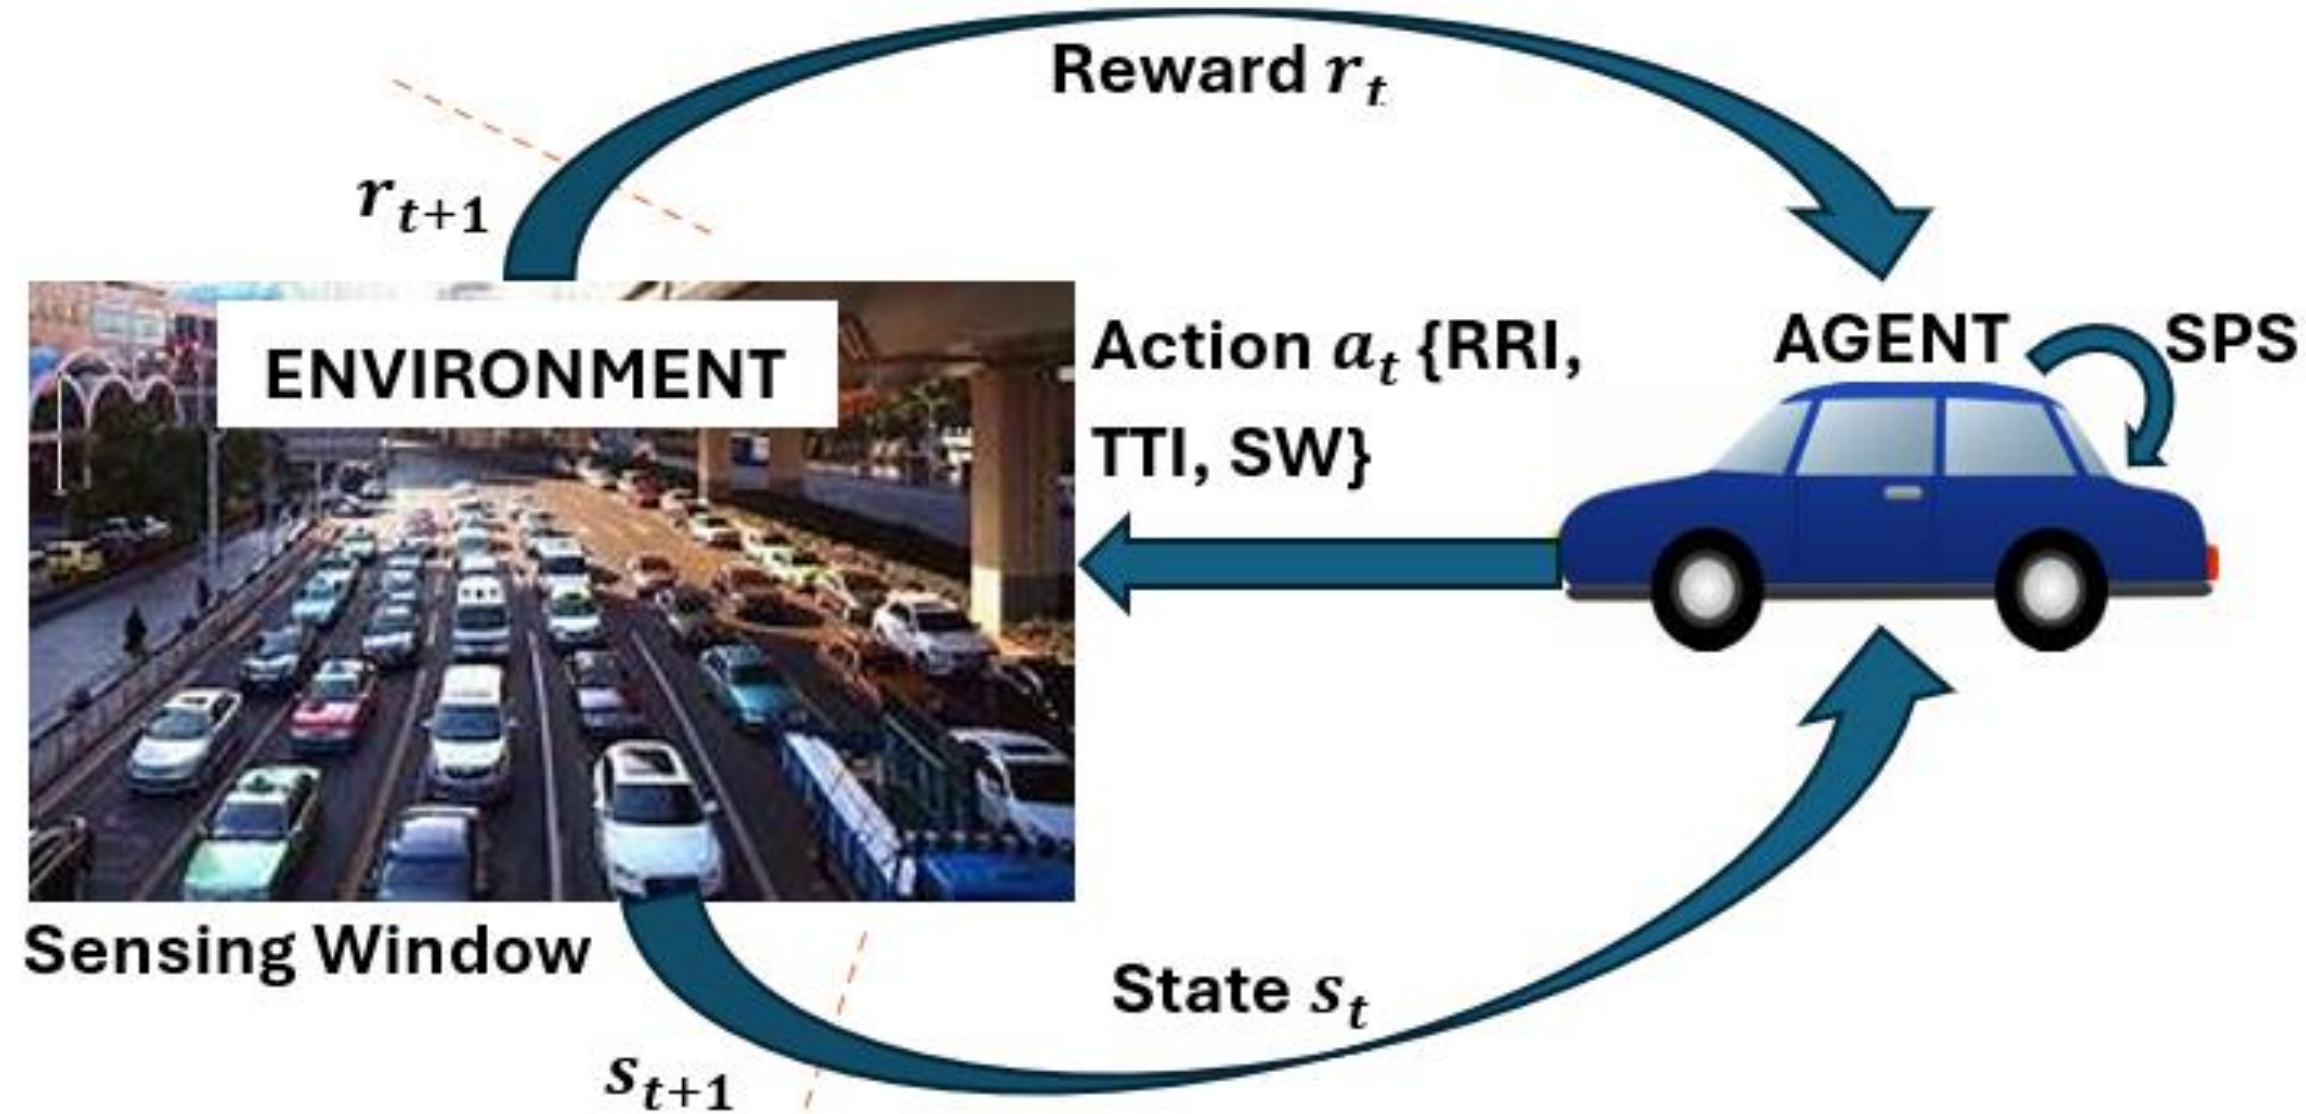 Reward r_t
r_{t+1}
ENVIRONMENT
Action a_t {RRI,
TTI, SW}
AGENT
SPS
Sensing Window
State s_t
s_{t+1}